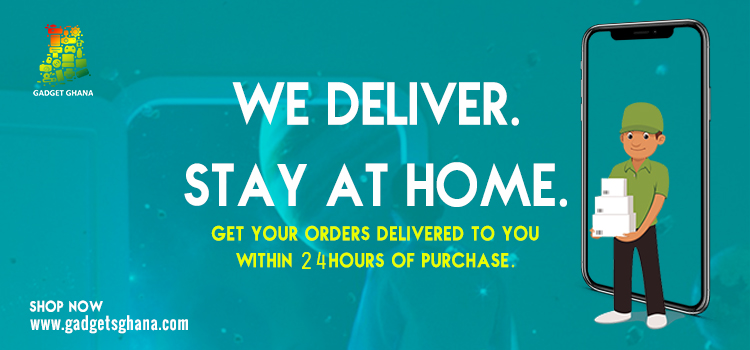 GADGET GHANA
WE DELIVER.
STAY AT HOME.
GET YOUR ORDERS DELIVERED TO YOU
WITHIN 24HOURS OF PURCHASE.
SHOP NOW
www.gadgetsghana.com